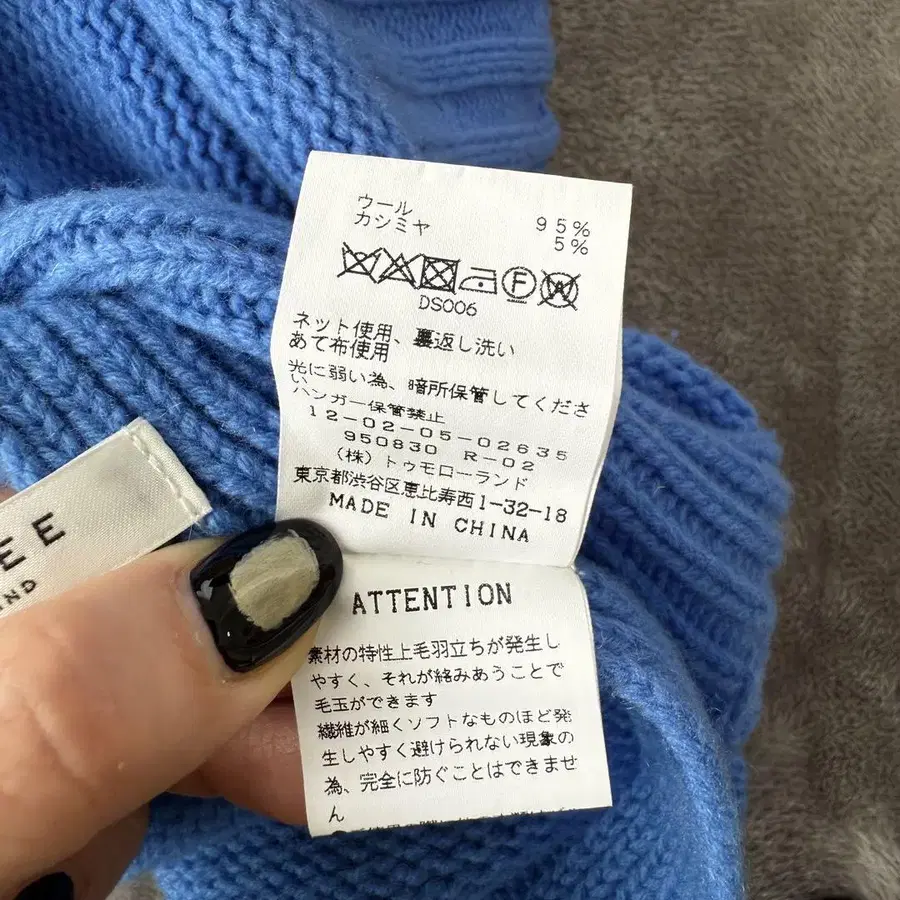 ウール 95%
カシミヤ 5%
F W
DS006
ネット使用、裏返し洗い
あて布使用
光に弱い為、暗所保管してくださ
い
ハンガー保管禁止
12-02-05-02635
950830 R-02
(株)トゥモローランド
東京都渋谷区恵比寿西1-32-18
MADE IN CHINA
EE
ND
ATTENTION
素材の特性上毛羽立ちが発生し
やすく、それが絡みあうことで
毛玉ができます
繊維が細くソフトなものほど発
生しやすく避けられない現象の
為、完全に防ぐことはできませ
ん